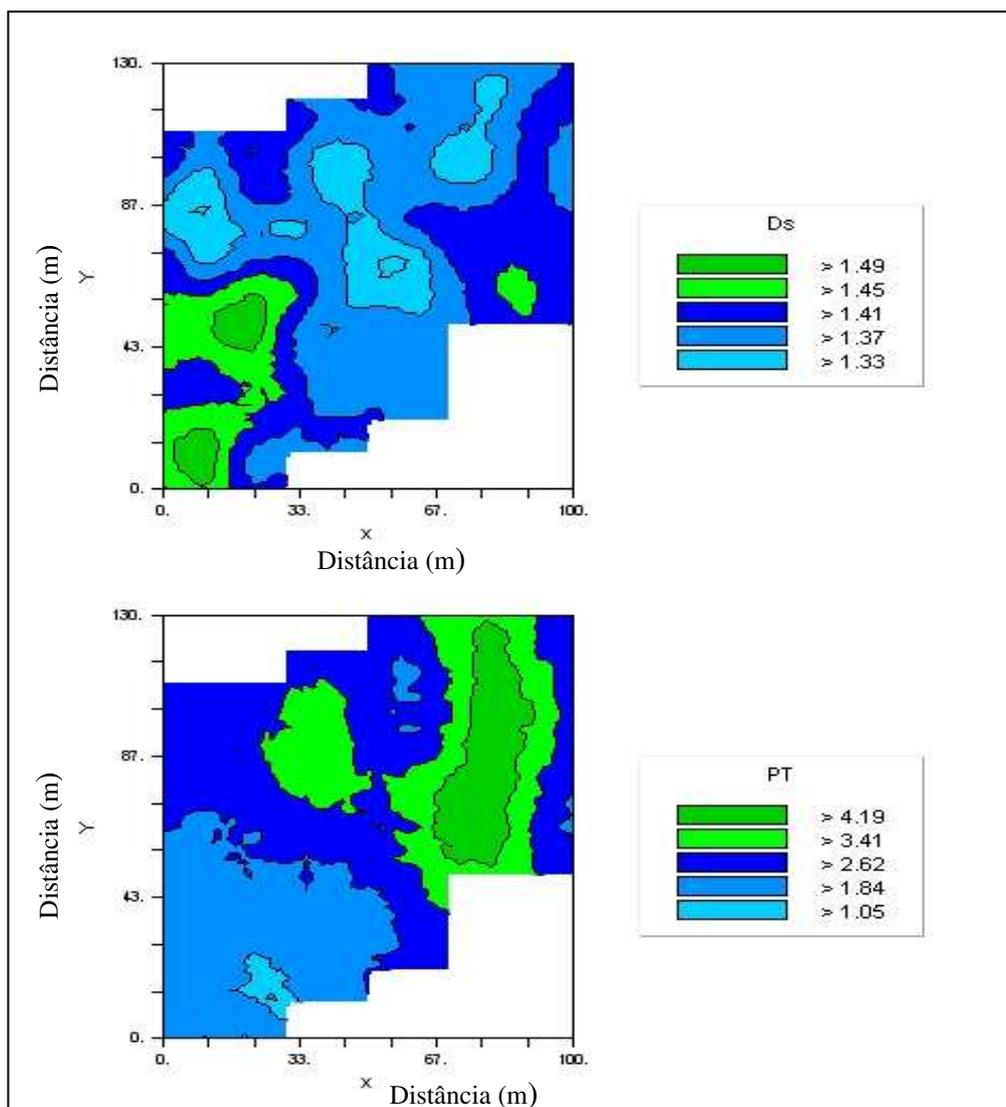 130.
87.
43.
0.
Distância (m)
Y
0.
33.
67.
100.
X
Distância (m)
Ds
> 1.49
> 1.45
> 1.41
> 1.37
> 1.33
130.
87.
43.
0.
Distância (m)
Y
0.
33.
67.
100.
X
Distância (m)
PT
> 4.19
> 3.41
> 2.62
> 1.84
> 1.05